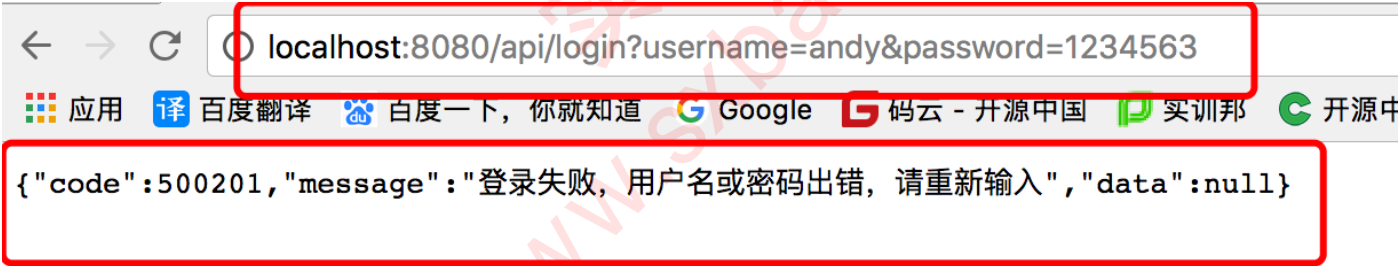 localhost:8080/api/login?username=andy&password=1234563
应用 译 百度翻译 du 百度一下，你就知道 G Google G 码云 - 开源中国 实训邦 C 开源中
{"code":500201,"message":"登录失败，用户名或密码出错，请重新输入","data":null}